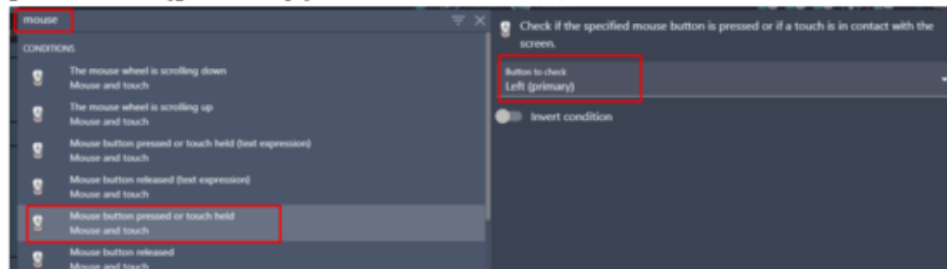 mouse
CONDITIONS
The mouse wheel is scrolling down
Mouse and touch
The mouse wheel is scrolling up
Mouse and touch
Mouse button pressed or touch held (text expression)
Mouse and touch
Mouse button released (text expression)
Mouse and touch
Mouse button pressed or touch held
Mouse and touch
Mouse button released
Mouse and touch
Check if the specified mouse button is pressed or if a touch is in contact with the
screen.
Button to check
Left (primary)
Invert condition